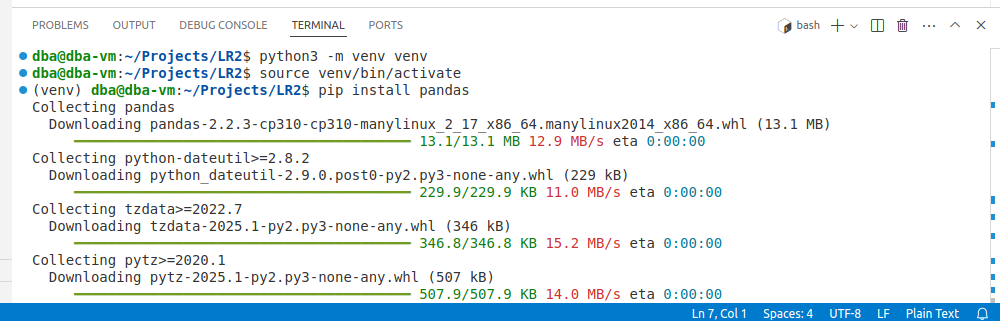 PROBLEMS OUTPUT DEBUG CONSOLE TERMINAL PORTS bash
dba@dba-vm:~/Projects/LR2$ python3 -m venv venv
dba@dba-vm:~/Projects/LR2$ source venv/bin/activate
(venv) dba@dba-vm:~/Projects/LR2$ pip install pandas
Collecting pandas
Downloading pandas-2.2.3-cp310-cp310-manylinux_2_17_x86_64.manylinux2014_x86_64.whl (13.1 MB)
13.1/13.1 MB 12.9 MB/s eta 0:00:00
Collecting python-dateutil>=2.8.2
Downloading python_dateutil-2.9.0.post0-py2.py3-none-any.whl (229 kB)
229.9/229.9 KB 11.0 MB/s eta 0:00:00
Collecting tzdata>=2022.7
Downloading tzdata-2025.1-py2.py3-none-any.whl (346 kB)
346.8/346.8 KB 15.2 MB/s eta 0:00:00
Collecting pytz>=2020.1
Downloading pytz-2025.1-py2.py3-none-any.whl (507 kB)
507.9/507.9 KB 14.0 MB/s eta 0:00:00
Ln 7, Col 1 Spaces: 4 UTF-8 LF Plain Text